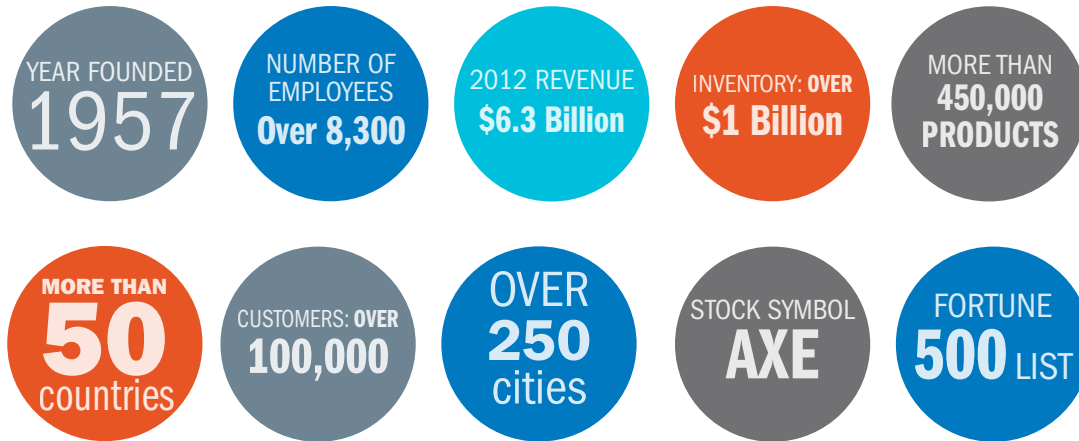 YEAR FOUNDED
1957
NUMBER OF
EMPLOYEES
Over 8,300
2012 REVENUE
$6.3 Billion
INVENTORY: OVER
$1 Billion
MORE THAN
450,000
PRODUCTS
MORE THAN
50
countries
CUSTOMERS: OVER
100,000
OVER
250
cities
STOCK SYMBOL
AXE
FORTUNE
500 LIST